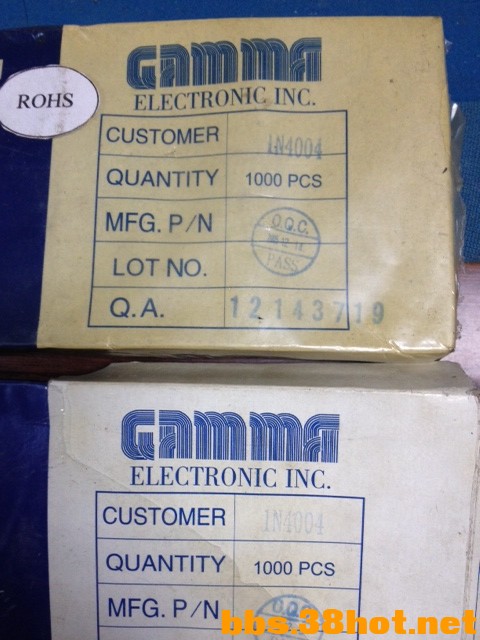 ROHS
GAMMA
ELECTRONIC INC.
CUSTOMER 1N4004
QUANTITY 1000 PCS
MFG. P/N O.Q.C.
LOT NO. PASS
Q.A. 12143719
GAMMA
ELECTRONIC INC.
CUSTOMER 1N4004
QUANTITY 1000 PCS
MFG. P/N O.Q.C.
bbs.38hot.net